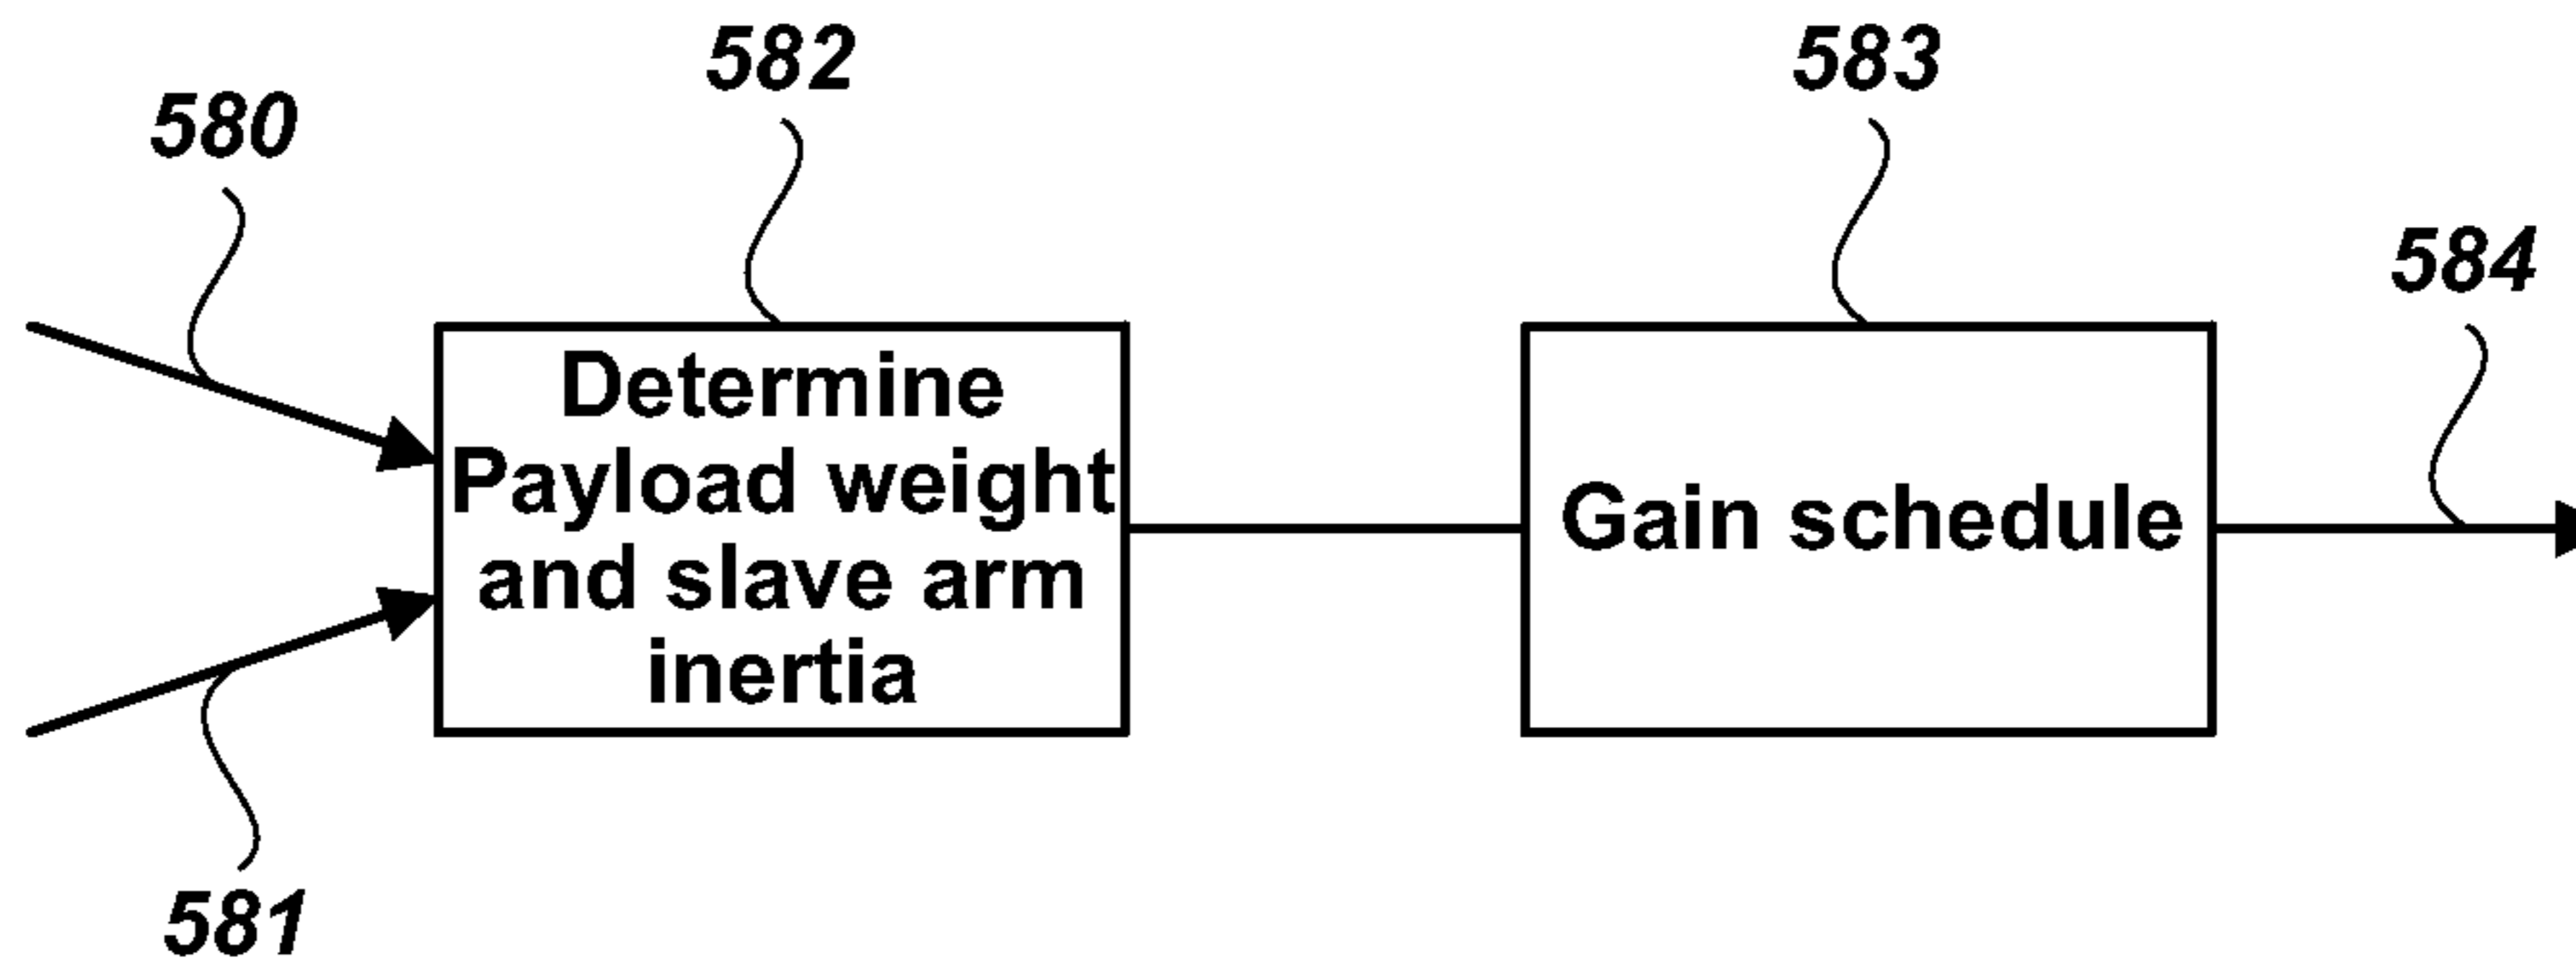 582
583
580
584
Determine
Payload weight
and slave arm
inertia
Gain schedule
581